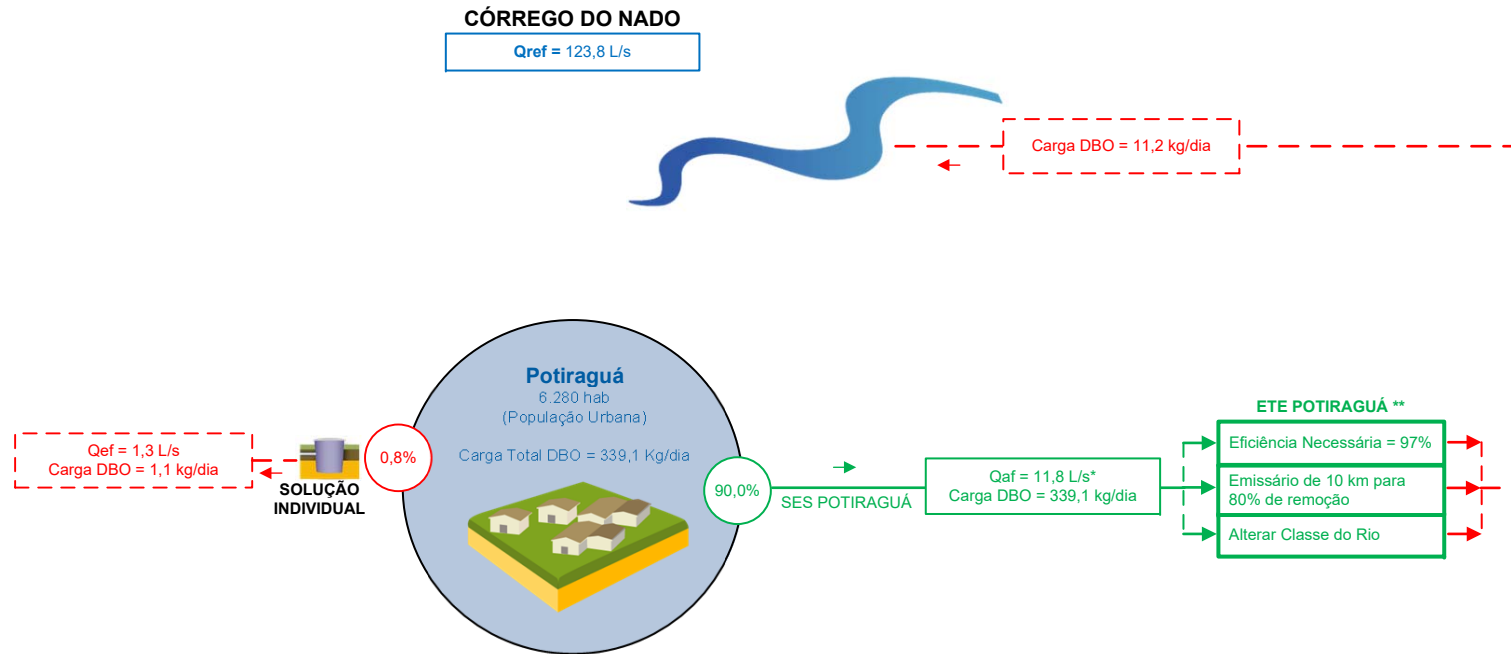 CÓRREGO DO NADO
Qref = 123,8 L/s
Carga DBO = 11,2 kg/dia
Potiraguá
6.280 hab
(População Urbana)
Carga Total DBO = 339,1 Kg/dia
Qef = 1,3 L/s
Carga DBO = 1,1 kg/dia
SOLUÇÃO
INDIVIDUAL
0,8%
90,0%
SES POTIRAGUÁ
Qaf = 11,8 L/s*
Carga DBO = 339,1 kg/dia
ETE POTIRAGUÁ **
Eficiência Necessária = 97%
Emissário de 10 km para
80% de remoção
Alterar Classe do Rio